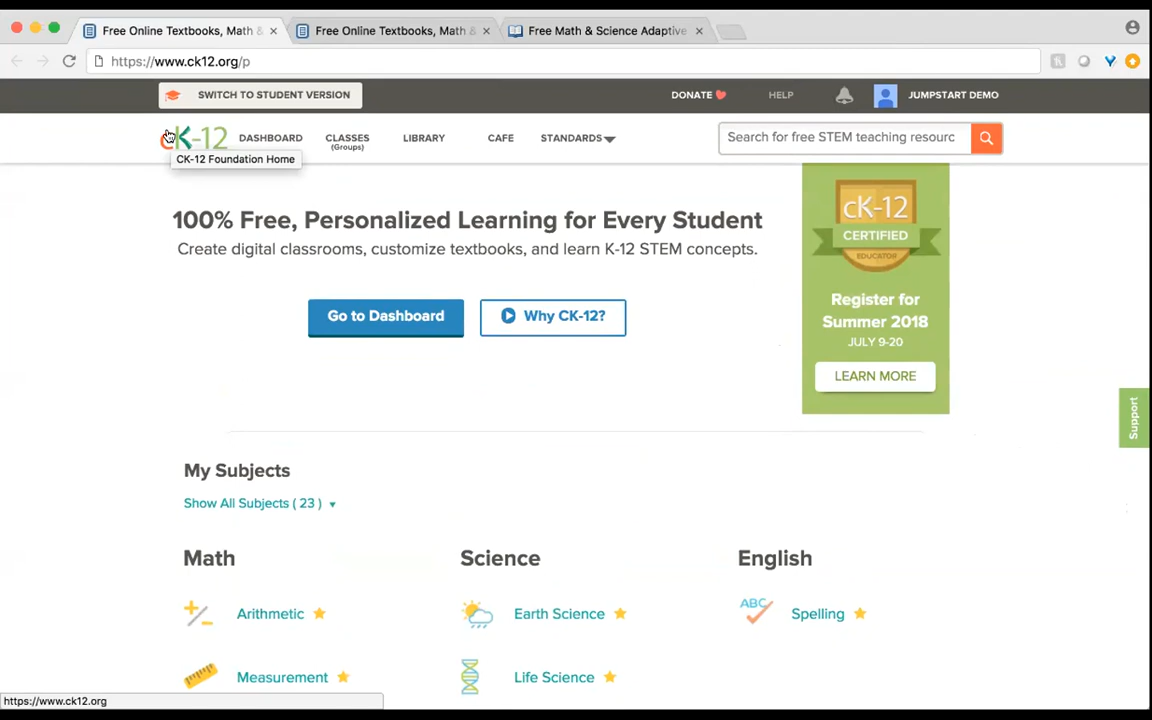 Free Online Textbooks, Math &
Free Online Textbooks, Math &
Free Math & Science Adaptive
https://www.ck12.org/p
SWITCH TO STUDENT VERSION
DONATE
HELP
JUMPSTART DEMO
cK-12
DASHBOARD
CLASSES
(Groups)
LIBRARY
CAFE
STANDARDS
Search for free STEM teaching resourc
CK-12 Foundation Home
100% Free, Personalized Learning for Every Student
Create digital classrooms, customize textbooks, and learn K-12 STEM concepts.
Go to Dashboard
Why CK-12?
cK-12
CERTIFIED
EDUCATOR
Register for
Summer 2018
JULY 9-20
LEARN MORE
Support
My Subjects
Show All Subjects ( 23 )
Math
Science
English
Arithmetic
Earth Science
ABC
Spelling
Measurement
Life Science
https://www.ck12.org